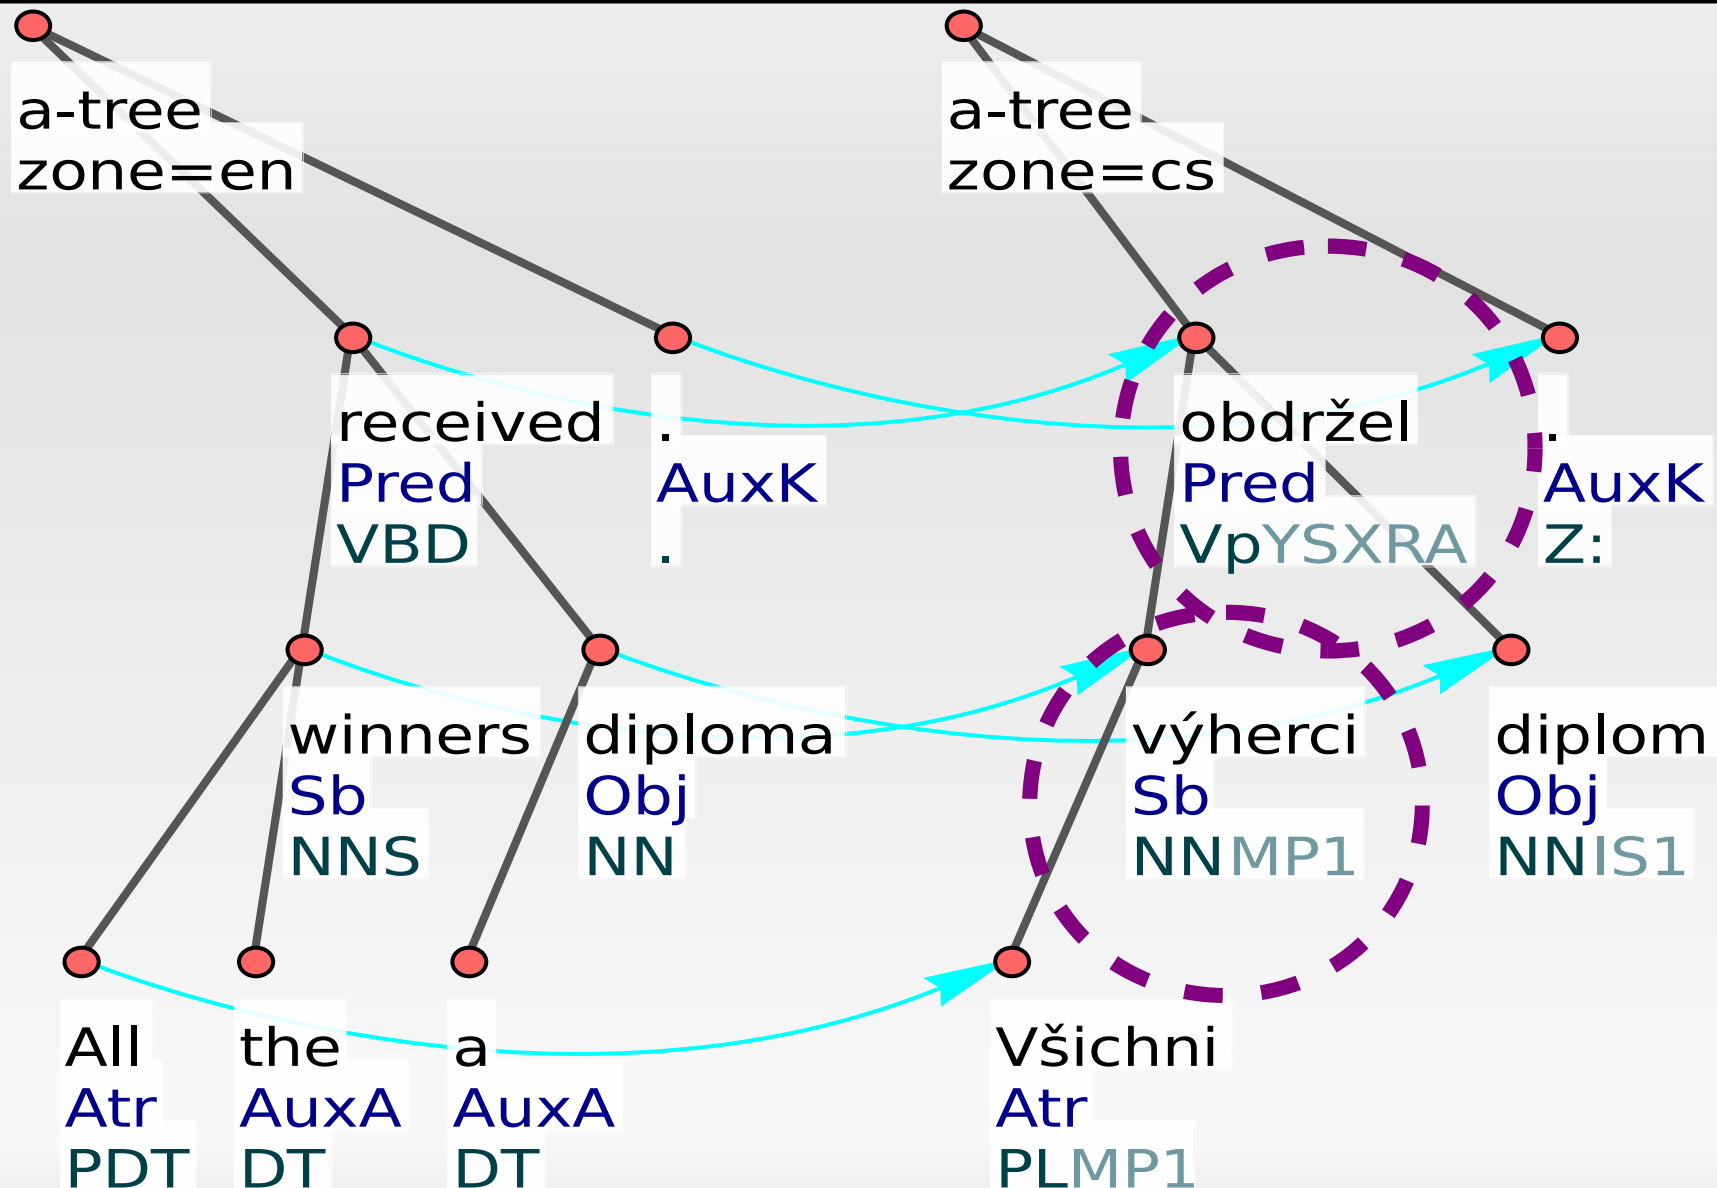 a-tree
zone=en
a-tree
zone=cs
received
Pred
VBD
.
AuxK
.
obdržel
Pred
VpYSXRA
.
AuxK
Z:
winners
Sb
NNS
diploma
Obj
NN
výherci
Sb
NNMP1
diplom
Obj
NNIS1
All
Atr
PDT
the
AuxA
DT
a
AuxA
DT
Všichni
Atr
PLMP1